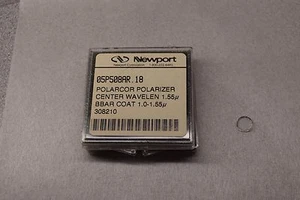 Newport
05P508AR.18
POLARCOR POLARIZER
CENTER WAVELEN 1.55µ
BBAR COAT 1.0-1.55µ
308210